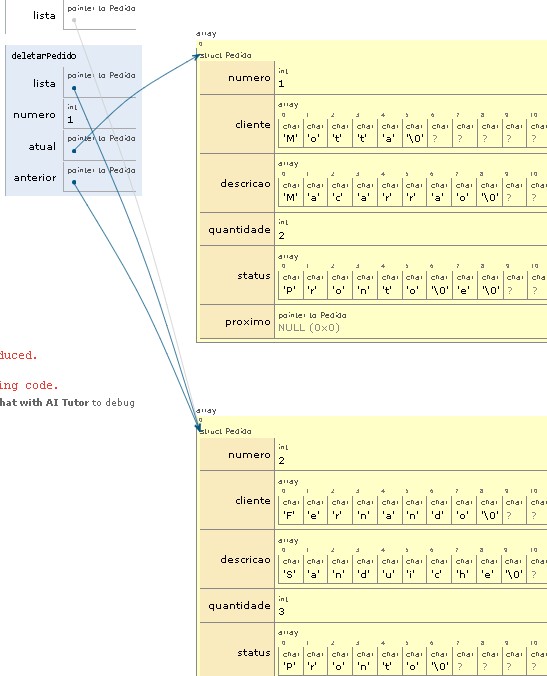 lista pointer to Pedido
deletarPedido
lista pointer to Pedido
numero int
1
atual pointer to Pedido
anterior pointer to Pedido
duced.
ing code.
hat with AI Tutor to debug
array
0
struct Pedido
numero int
1
cliente array
0 1 2 3 4 5 6 7 8 9 10
char char char char char char char char char char char
'M' 'o' 't' 't' 'a' '\0' ? ? ? ? ?
descricao array
0 1 2 3 4 5 6 7 8 9 10
char char char char char char char char char char char
'M' 'a' 'c' 'a' 'r' 'r' 'a' 'o' '\0' ? ?
quantidade int
2
status array
0 1 2 3 4 5 6 7 8 9 10
char char char char char char char char char char char
'P' 'r' 'o' 'n' 't' 'o' '\0' 'e' '\0' ? ?
proximo pointer to Pedido
NULL (0x0)
array
0
struct Pedido
numero int
2
cliente array
0 1 2 3 4 5 6 7 8 9 10
char char char char char char char char char char char
'F' 'e' 'r' 'n' 'a' 'n' 'd' 'o' '\0' ? ?
descricao array
0 1 2 3 4 5 6 7 8 9 10
char char char char char char char char char char char
'S' 'a' 'n' 'd' 'u' 'i' 'c' 'h' 'e' '\0' ?
quantidade int
3
status array
0 1 2 3 4 5 6 7 8 9 10
char char char char char char char char char char char
'P' 'r' 'o' 'n' 't' 'o' '\0' ? ? ? ?